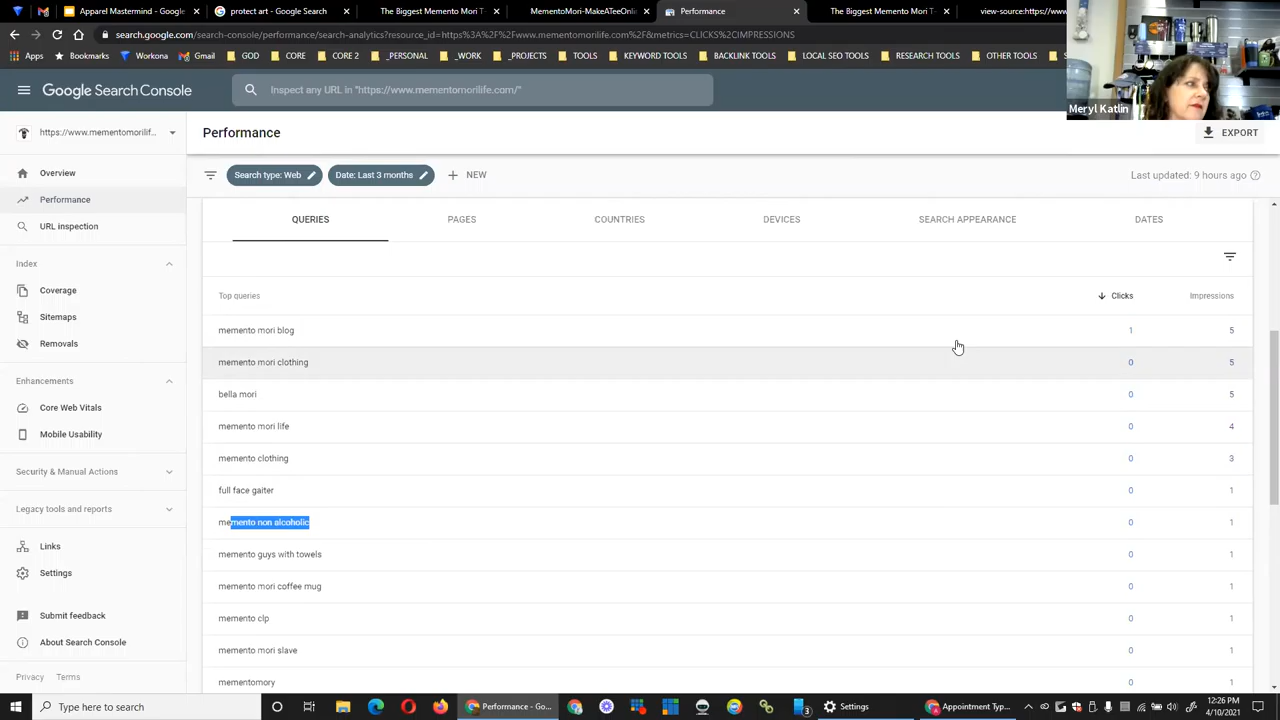 Amazon-Mastermi-
G - Google Search
The Biggest Memento Mori T
MementoMori-MakeATeeOnli
Performance
The Biggest Memento Mori T
view-source:https://www
search.google.com/search-console/performance/search-analytics?resource_id=https%3A%2F%2Fwww.mementomorilife.com%2F&metrics=CLICKS%2CIMPRESSIONS
Apps
Bookmarks
Workona
Gmail
GOOD
CORE
CORE 2
_PERSONAL
_WORK
_PROJECTS
TOOLS
KEYWORD TOOLS
BACKLINK TOOLS
LOCAL SEO TOOLS
RESEARCH TOOLS
OTHER TOOLS
Meryl Katlin
Google Search Console
Inspect any URL in "https://www.mementomorilife.com/"
https://www.mementomorilif...
Performance
EXPORT
Overview
Performance
URL inspection
Index
Coverage
Sitemaps
Removals
Enhancements
Core Web Vitals
Mobile Usability
Security & Manual Actions
Legacy tools and reports
Links
Settings
Submit feedback
About Search Console
Privacy Terms
Search type: Web
Date: Last 3 months
NEW
Last updated: 9 hours ago
QUERIES PAGES COUNTRIES DEVICES SEARCH APPEARANCE DATES
Top queries Clicks Impressions
memento mori blog 1 5
memento mori clothing 0 5
bella mori 0 5
memento mori life 0 4
memento clothing 0 3
full face gaiter 0 1
memento non alcoholic 0 1
memento guys with towels 0 1
memento mori coffee mug 0 1
memento clp 0 1
memento mori slave 0 1
mementomory 0 1
Type here to search
Performance - Go...
Settings
Appointment Typ...
12:26 PM
4/10/2021